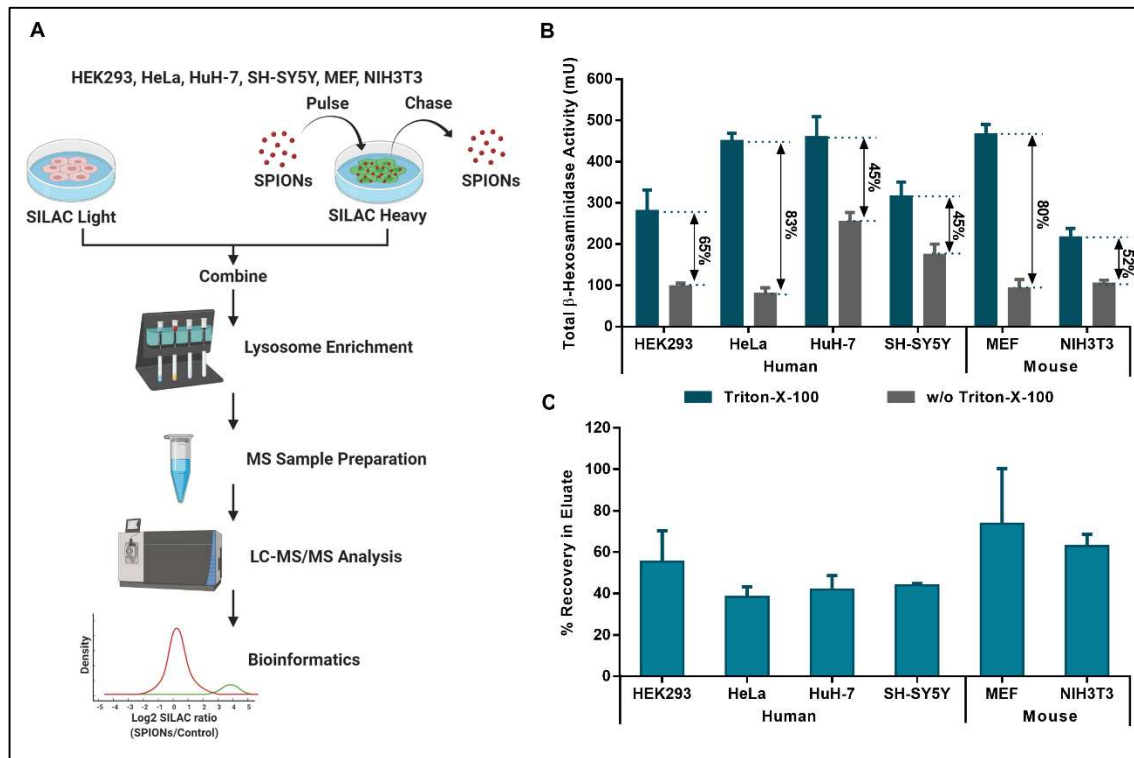 A
HEK293, HeLa, HuH-7, SH-SY5Y, MEF, NIH3T3
Pulse
Chase
SPIONs
SPIONs
SILAC Light
SILAC Heavy
Combine
Lysosome Enrichment
MS Sample Preparation
LC-MS/MS Analysis
Bioinformatics
Density
-5 -4 -3 -2 -1 0 1 2 3 4 5
Log2 SILAC ratio
(SPIONs/Control)
B
Total β-Hexosaminidase Activity (mU)
600
500
400
300
200
100
0
65%
83%
45%
45%
80%
52%
HEK293 HeLa HuH-7 SH-SY5Y MEF NIH3T3
Human Mouse
Triton-X-100 w/o Triton-X-100
C
% Recovery in Eluate
120
100
80
60
40
20
0
HEK293 HeLa HuH-7 SH-SY5Y MEF NIH3T3
Human Mouse